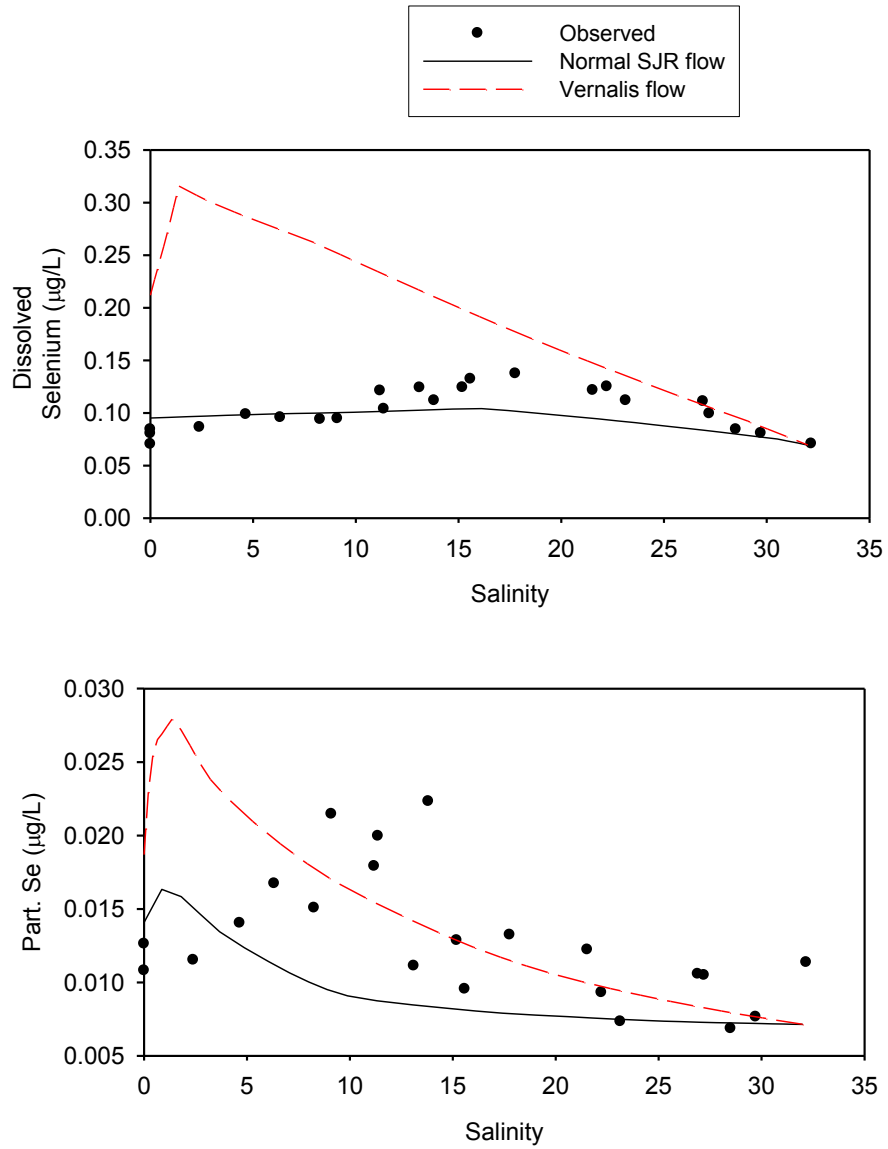 Observed
Normal SJR flow
Vernalis flow
Dissolved
Selenium (μg/L)
0.35
0.30
0.25
0.20
0.15
0.10
0.05
0.00
0 5 10 15 20 25 30 35
Salinity
Part. Se (μg/L)
0.030
0.025
0.020
0.015
0.010
0.005
0 5 10 15 20 25 30 35
Salinity